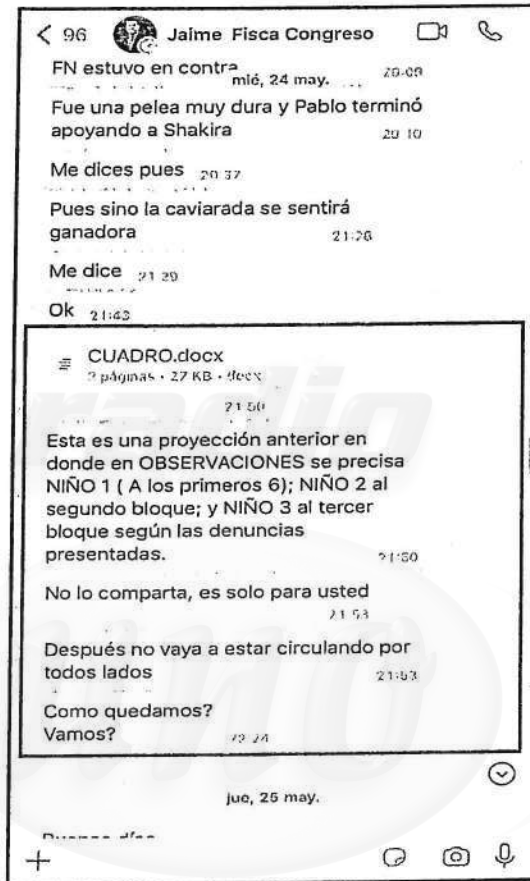 < 96 Jaime Fisca Congreso
FN estuvo en contra
mié, 24 may. 20:09
Fue una pelea muy dura y Pablo terminó
apoyando a Shakira 20:10
Me dices pues 20:37
Pues sino la caviarada se sentirá
ganadora 21:26
Me dice 21:29
Ok 21:43
CUADRO.docx
páginas · 27 KB · docx
21:50
Esta es una proyección anterior en
donde en OBSERVACIONES se precisa
NIÑO 1 ( A los primeros 6); NIÑO 2 al
segundo bloque; y NIÑO 3 al tercer
bloque según las denuncias
presentadas. 21:50
No lo comparta, es solo para usted
21:53
Después no vaya a estar circulando por
todos lados 21:53
Como quedamos?
Vamos? 22:24
jue, 25 may.
radio
uno